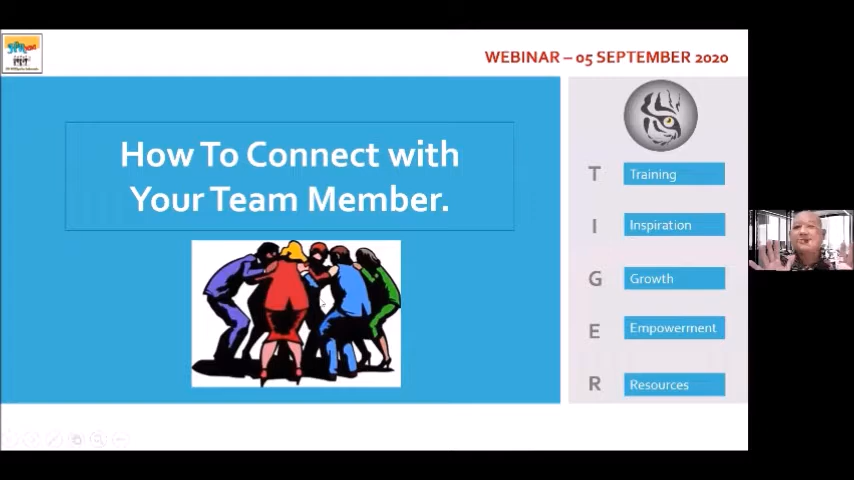 WEBINAR – 05 SEPTEMBER 2020
How To Connect with
Your Team Member.
T Training
I Inspiration
G Growth
E Empowerment
R Resources